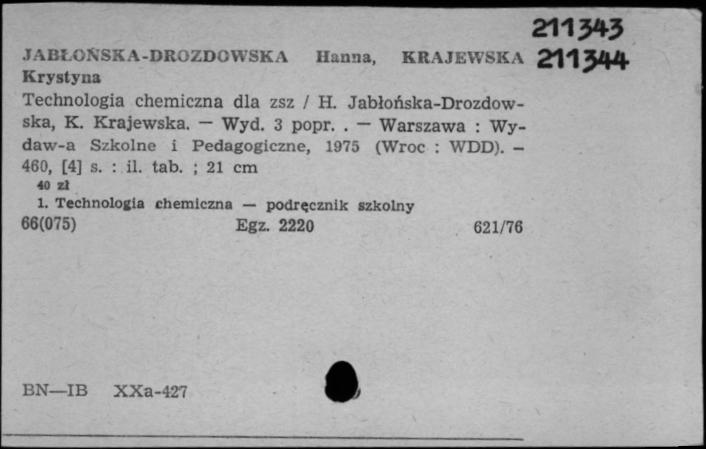 211343
JABŁOŃSKA-DROZDOWSKA Hanna, KRAJEWSKA 211344
Krystyna
Technologia chemiczna dla zsz / H. Jabłońska-Drozdow-
ska, K. Krajewska. — Wyd. 3 popr. . — Warszawa : Wy-
daw-a Szkolne i Pedagogiczne, 1975 (Wroc : WDD). —
460, [4] s. : il. tab. ; 21 cm
40 zł
1. Technologia chemiczna — podręcznik szkolny
66(075) Egz. 2220 621/76
BN—IB XXa-427